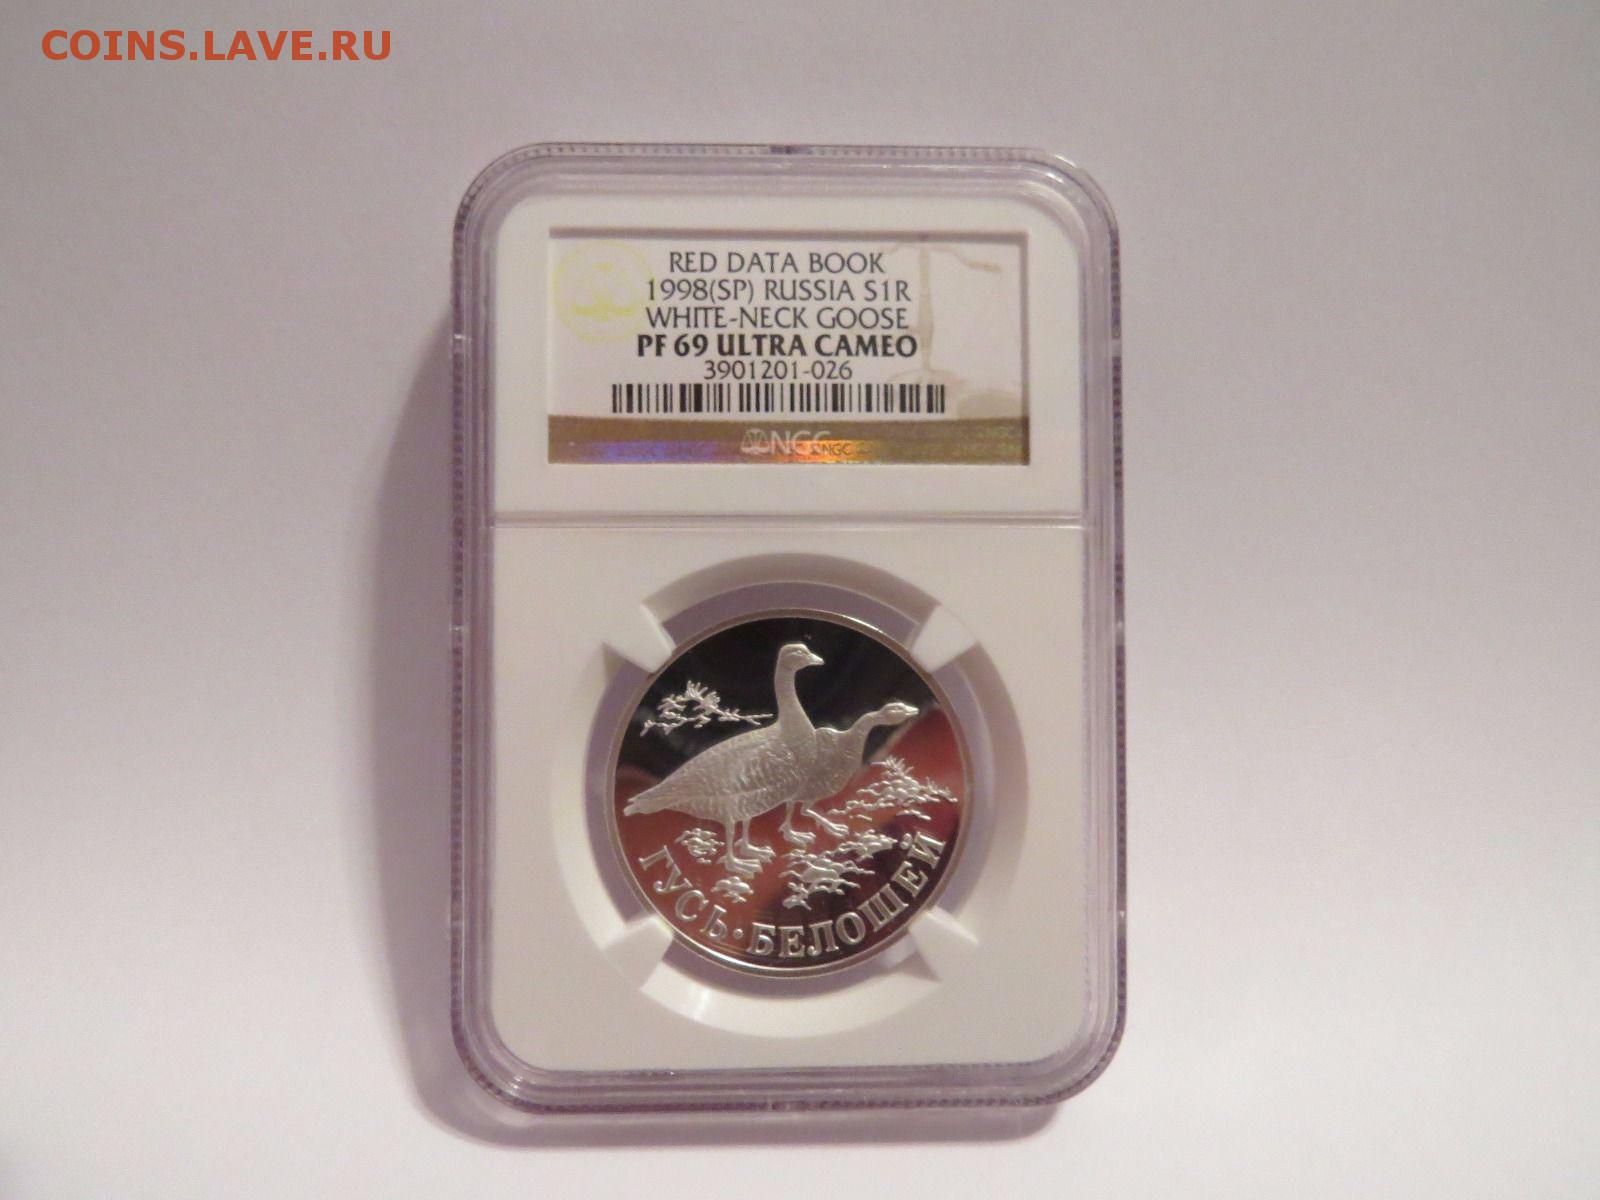 COINS.LAVE.RU
RED DATA BOOK
1998(SP) RUSSIA S1R
WHITE-NECK GOOSE
PF 69 ULTRA CAMEO
3901201-026
NGC
NGC
ГУСЬ·БЕЛОШЕЙ